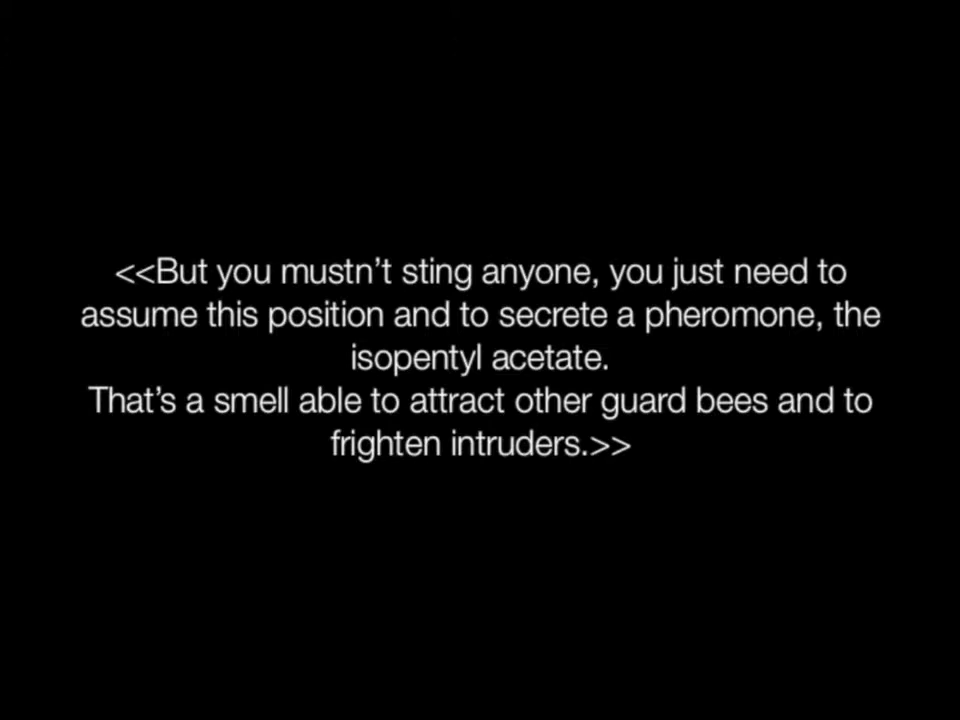 <<But you mustn't sting anyone, you just need to
assume this position and to secrete a pheromone, the
isopentyl acetate.
That's a smell able to attract other guard bees and to
frighten intruders.>>